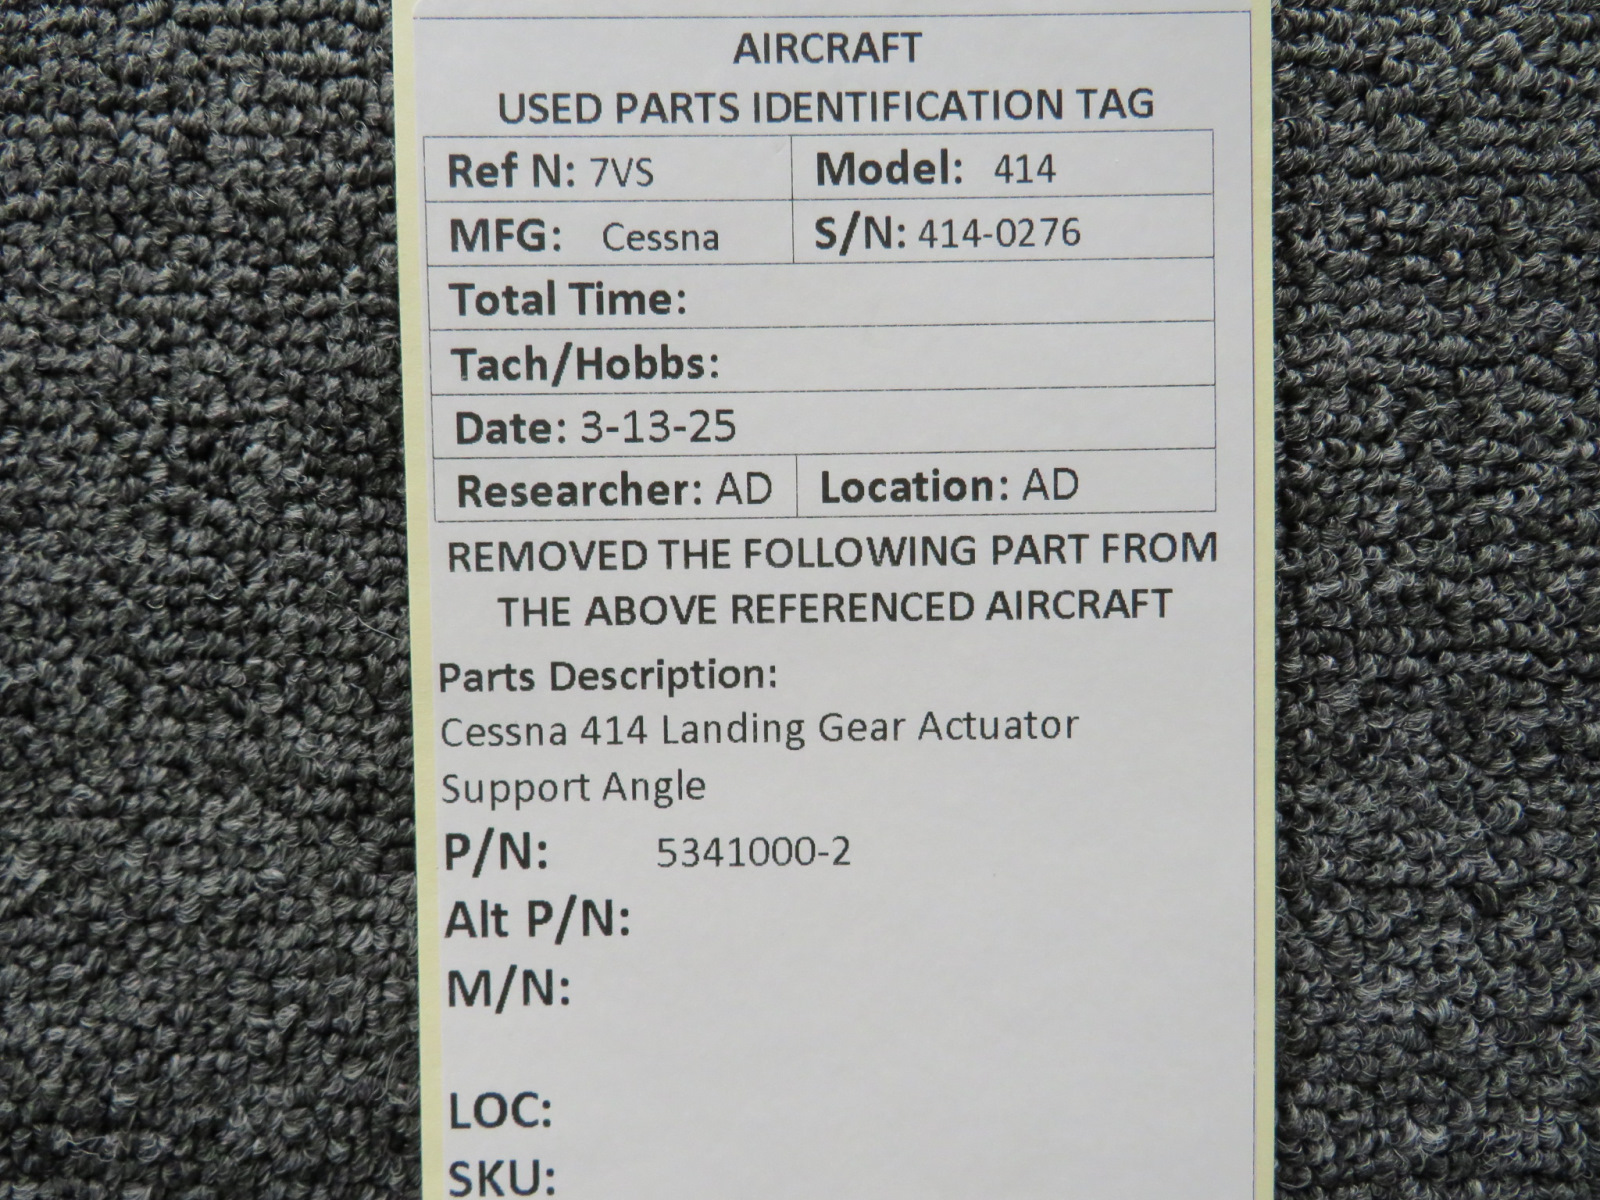 AIRCRAFT
USED PARTS IDENTIFICATION TAG
Ref N: 7VS Model: 414
MFG: Cessna S/N: 414-0276
Total Time:
Tach/Hobbs:
Date: 3-13-25
Researcher: AD Location: AD
REMOVED THE FOLLOWING PART FROM
THE ABOVE REFERENCED AIRCRAFT
Parts Description:
Cessna 414 Landing Gear Actuator
Support Angle
P/N: 5341000-2
Alt P/N:
M/N:
LOC:
SKU: